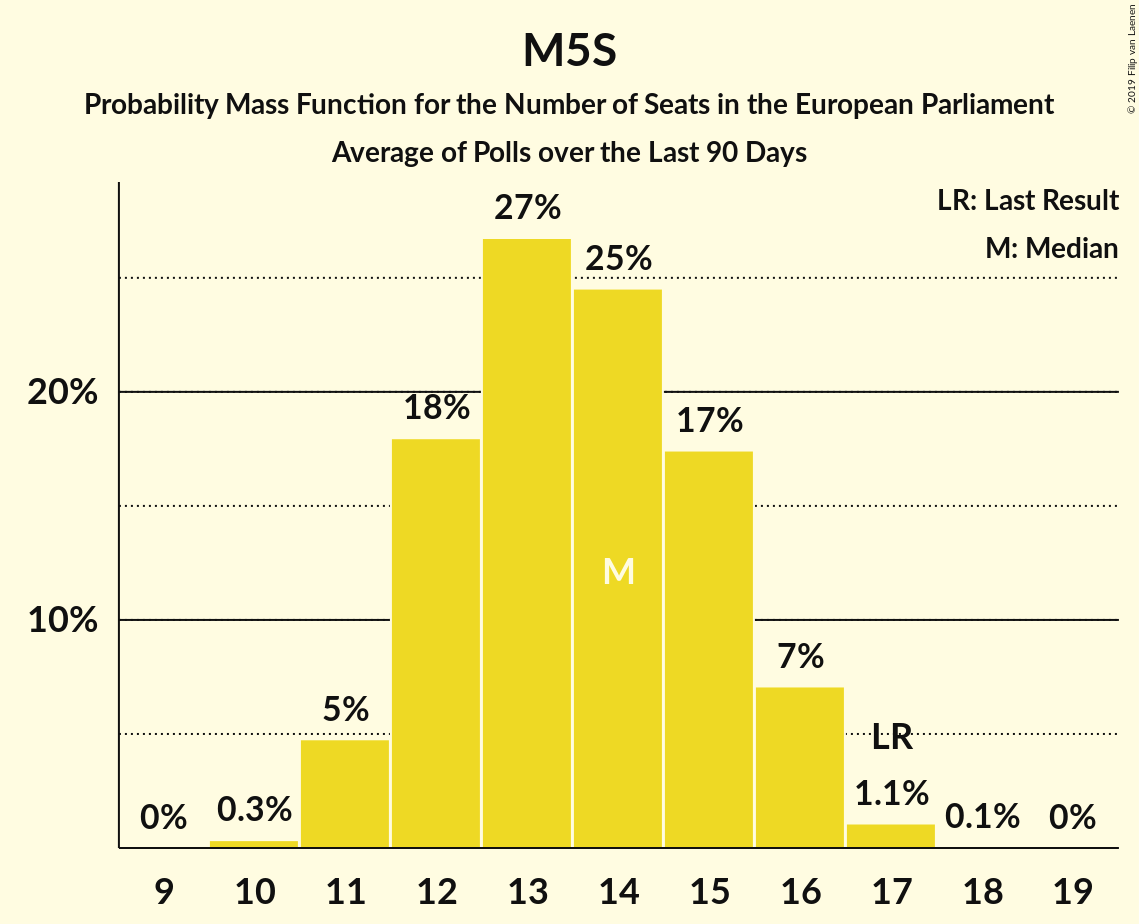 M5S
Probability Mass Function for the Number of Seats in the European Parliament
Average of Polls over the Last 90 Days
© 2019 Filip van Laenen
LR: Last Result
M: Median
27%
25%
20%
18%
17%
M
10%
7%
5%
LR
1.1%
0.3%
0%
0.1%
0%
9 10 11 12 13 14 15 16 17 18 19